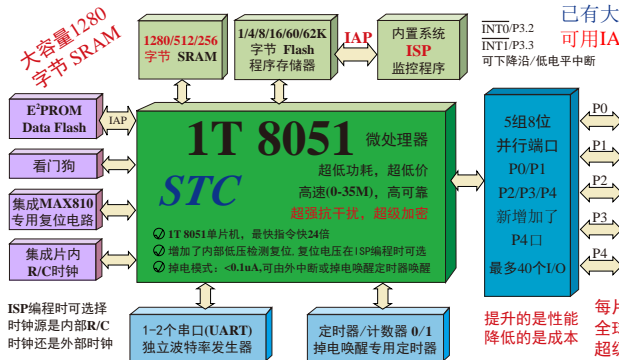 大容量1280
字节 SRAM
1280/512/256
字节 SRAM
1/4/8/16/60/62K
字节 Flash
程序存储器
IAP
内置系统
ISP
监控程序
INT0/P3.2
INT1/P3.3
可下降沿/低电平中断
已有大
可用IA
E²PROM
Data Flash
IAP
看门狗
集成MAX810
专用复位电路
集成片内
R/C时钟
1T 8051 微处理器
超低功耗，超低价
STC
高速(0-35M)，高可靠
超强抗干扰，超级加密
1T 8051单片机，最快指令快24倍
增加了内部低压检测复位.复位电压在ISP编程时可选
掉电模式：<0.1uA,可由外中断或掉电唤醒定时器唤醒
5组8位
并行端口
P0/P1
P2/P3/P4
新增加了
P4口
最多40个I/O
P0
P1
P2
P3
P4
ISP编程时可选择
时钟源是内部R/C
时钟还是外部时钟
1-2个串口(UART)
独立波特率发生器
定时器/计数器 0/1
掉电唤醒专用定时器
提升的是性能
降低的是成本
每片
全球
超级